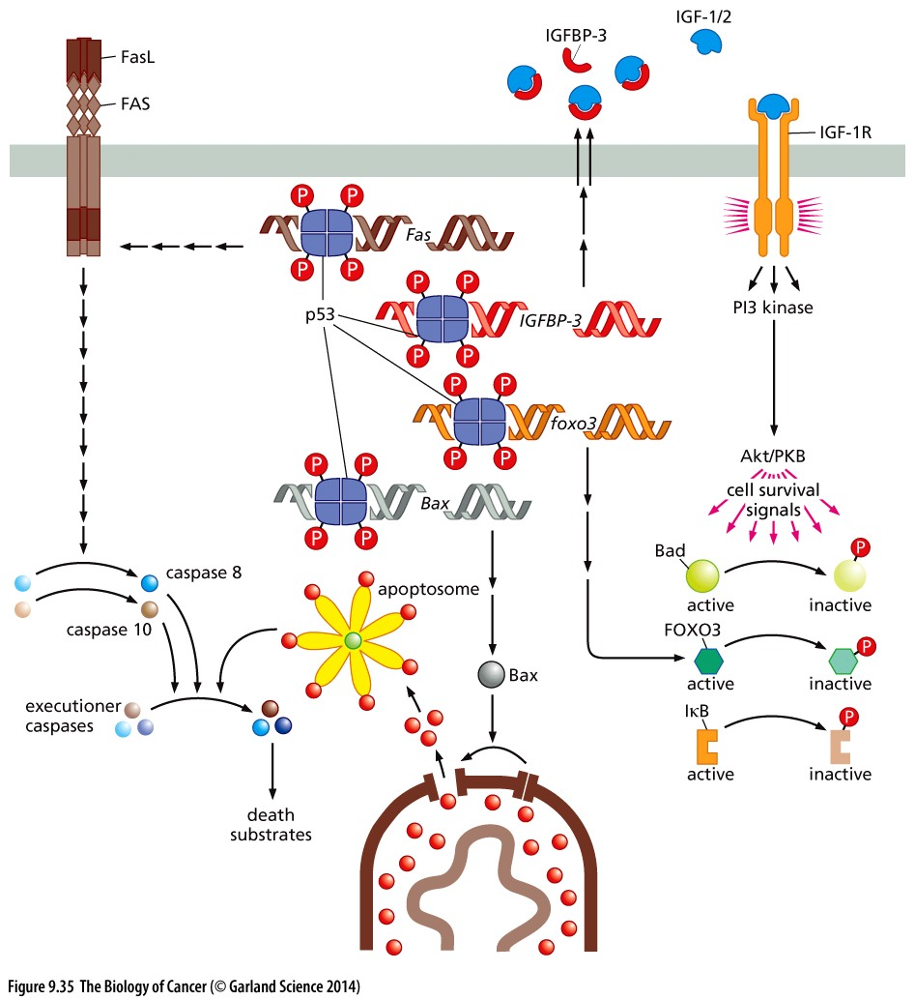 IGF-1/2
IGFBP-3
FasL
FAS
IGF-1R
P P
Fas
P P
P P
p53
IGFBP-3
PI3 kinase
P P
P P
foxo3
P P
Akt/PKB
P P
cell survival
signals
Bax
P P
Bad
P
caspase 8
apoptosome
active
inactive
caspase 10
FOXO3
P
Bax
active
inactive
executioner
caspases
IκB
P
active
inactive
death
substrates
Figure 9.35 The Biology of Cancer (© Garland Science 2014)